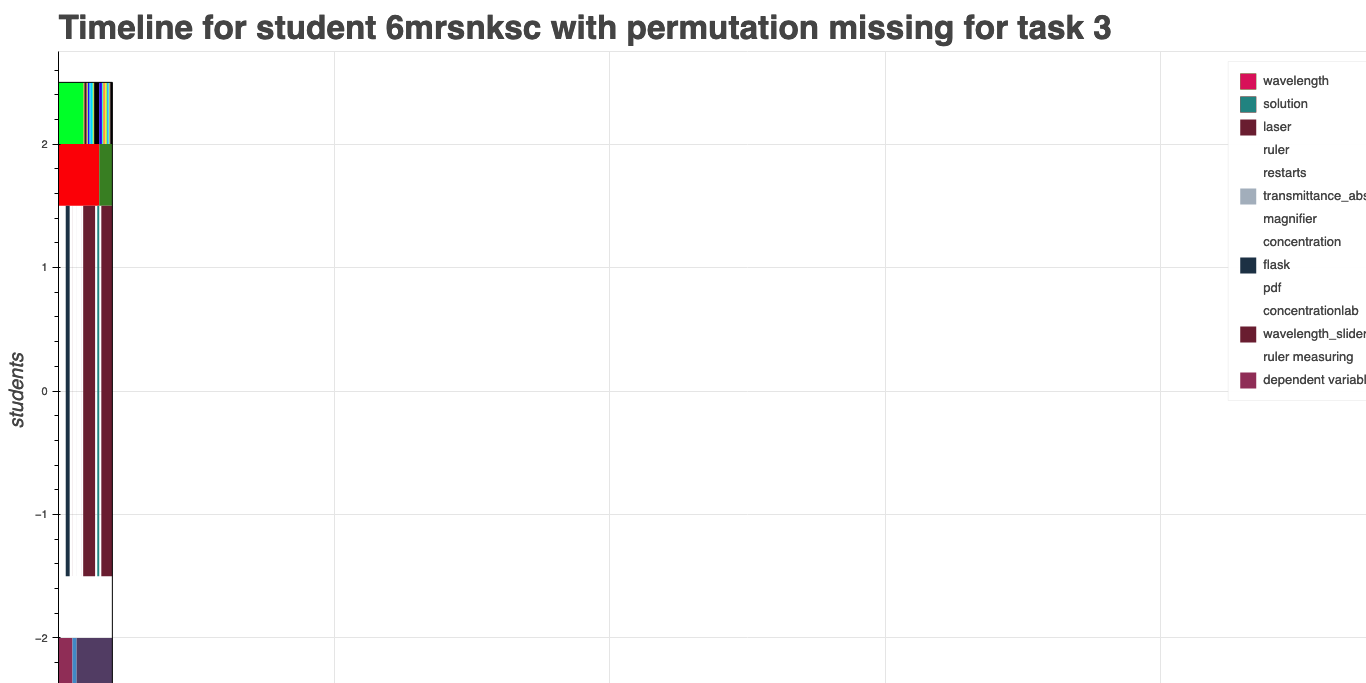 Timeline for student 6mrsnksc with permutation missing for task 3
wavelength
solution
laser
ruler
restarts
transmittance_abs
magnifier
concentration
flask
pdf
concentrationlab
wavelength_slider
ruler measuring
dependent variabl
2
1
0
−1
−2
students